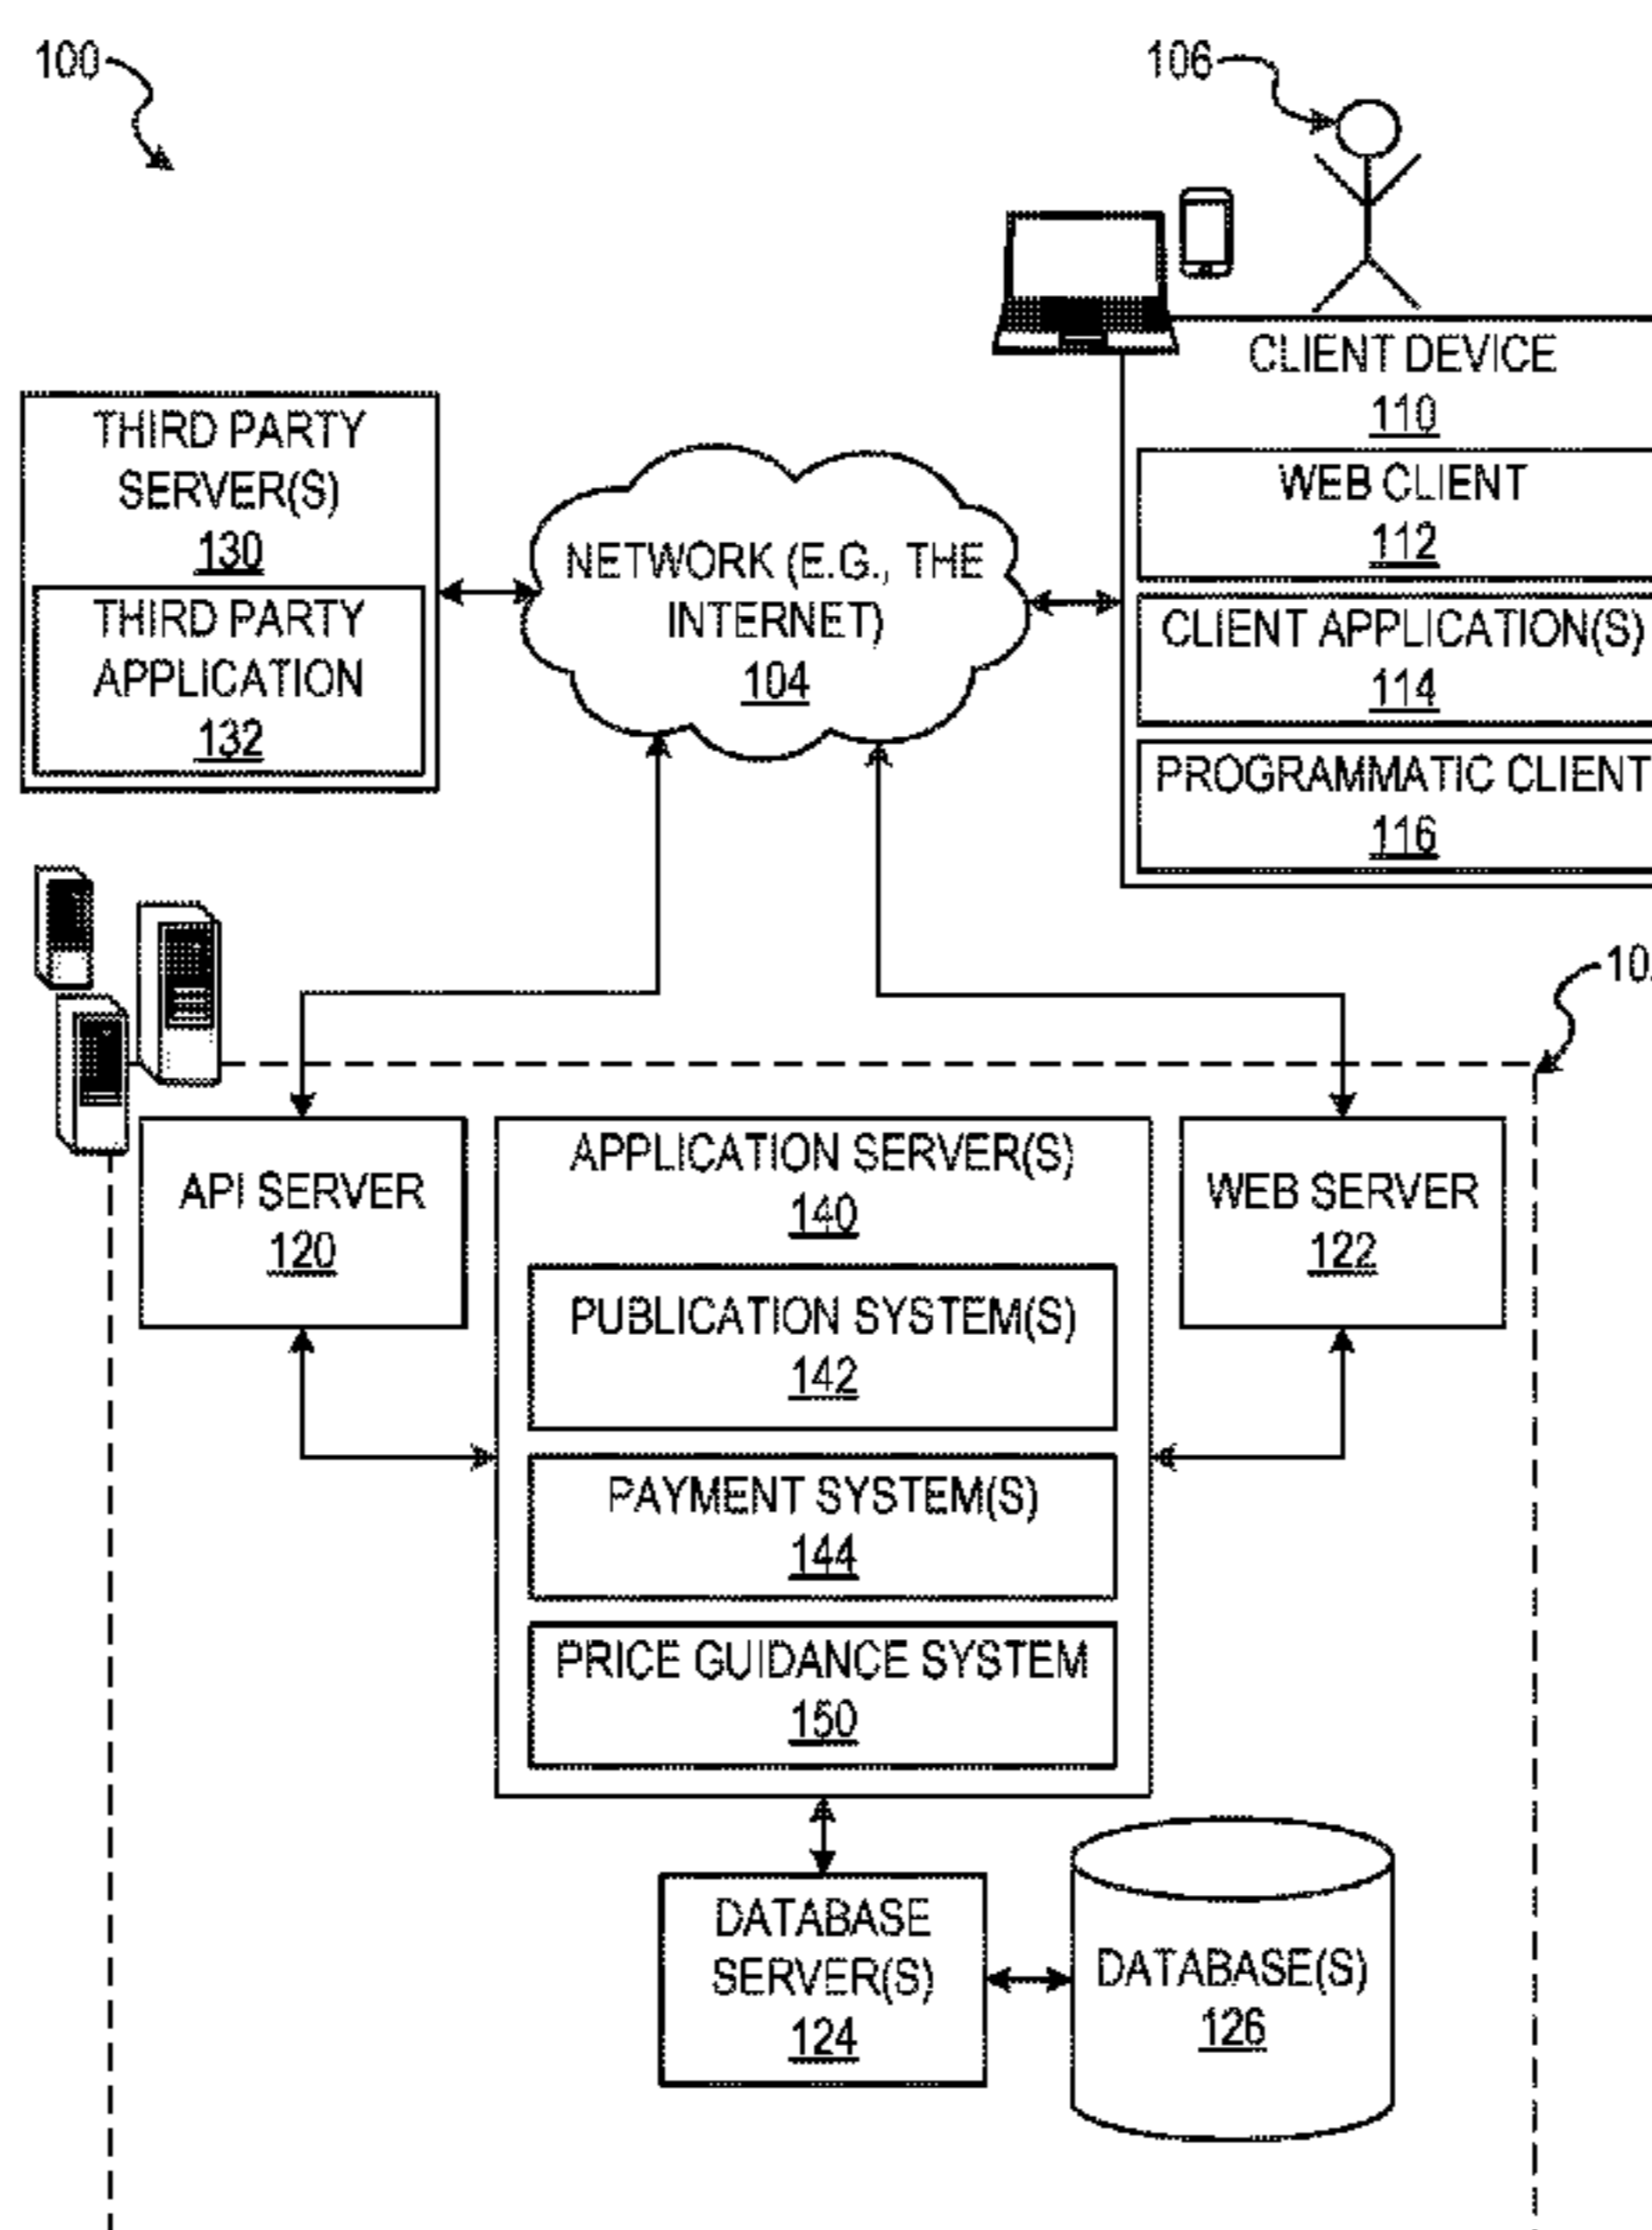 100
106
CLIENT DEVICE
110
WEB CLIENT
112
CLIENT APPLICATION(S)
114
PROGRAMMATIC CLIENT
116
THIRD PARTY
SERVER(S)
130
THIRD PARTY
APPLICATION
132
NETWORK (E.G., THE
INTERNET)
104
API SERVER
120
APPLICATION SERVER(S)
140
PUBLICATION SYSTEM(S)
142
PAYMENT SYSTEM(S)
144
PRICE GUIDANCE SYSTEM
150
WEB SERVER
122
DATABASE
SERVER(S)
124
DATABASE(S)
126